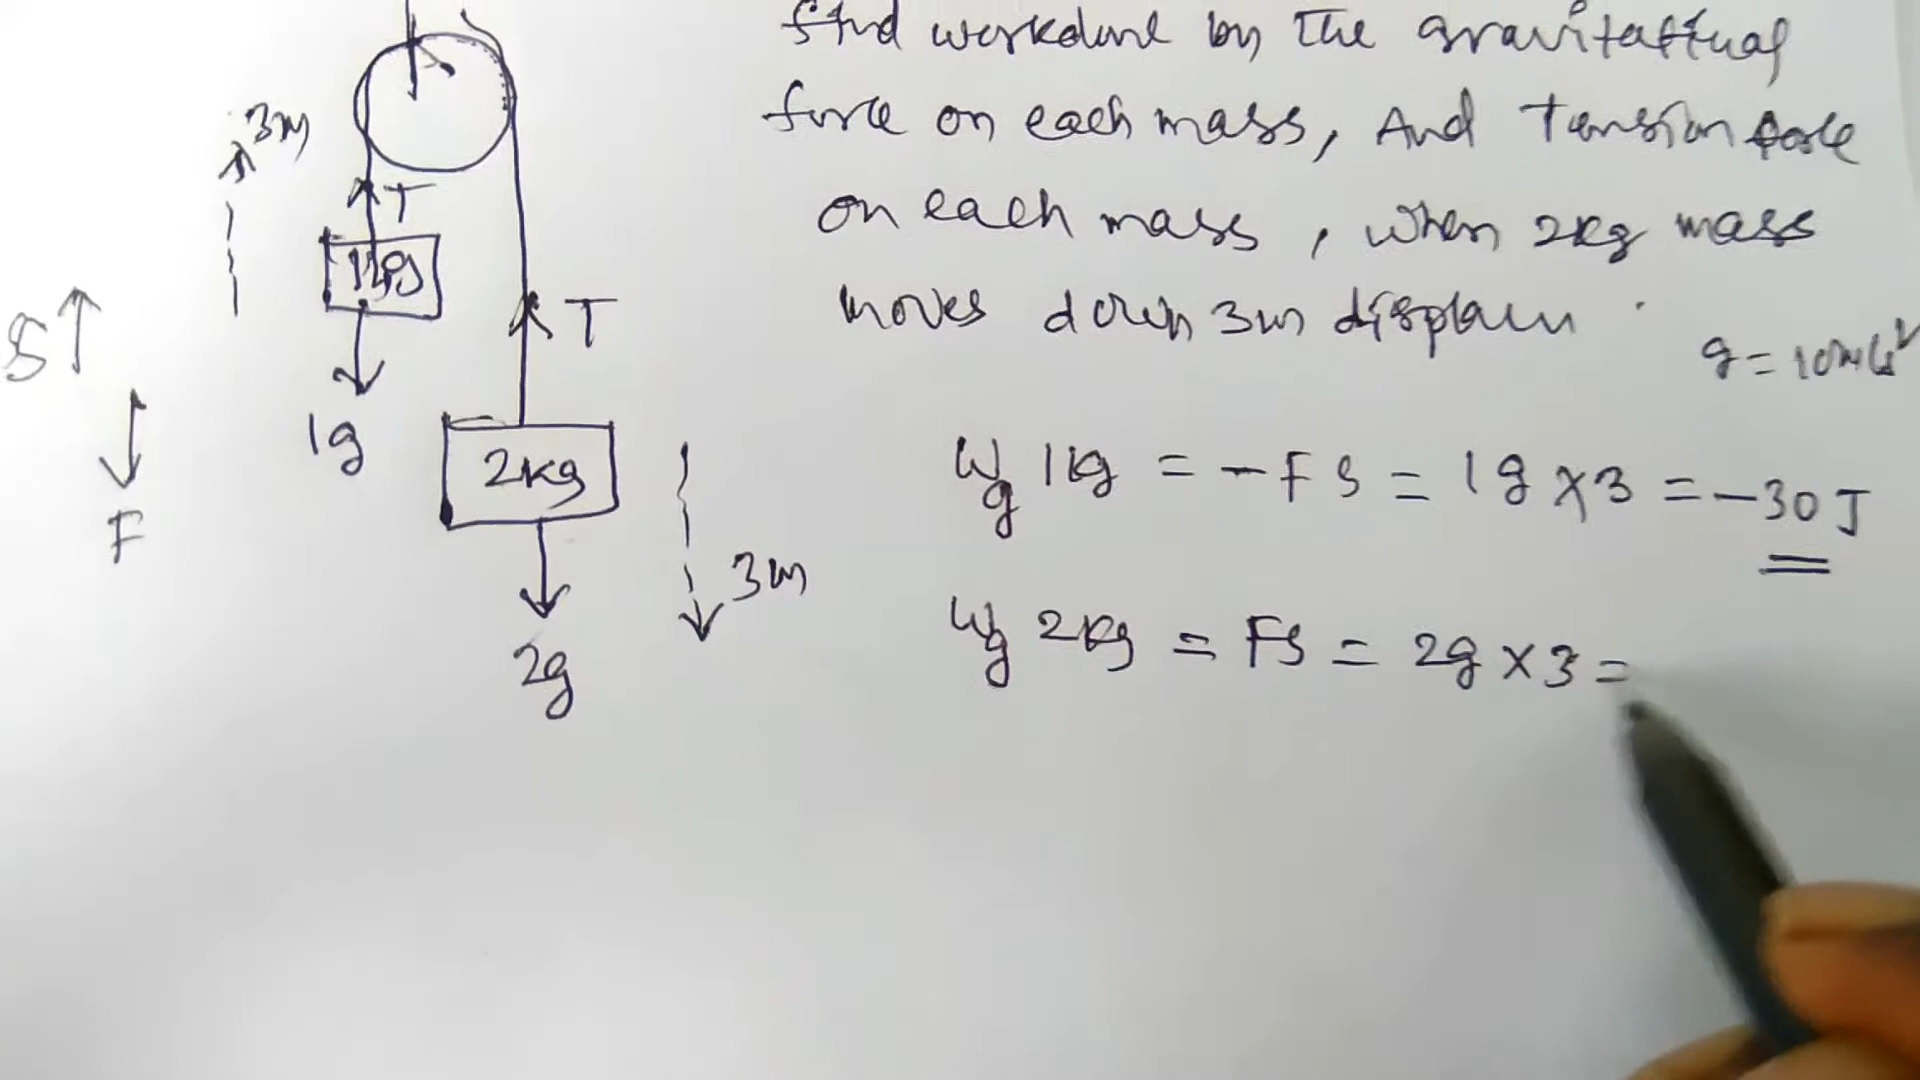 find workdone by the gravitational
force on each mass, And Tension force
on each mass, when 2kg mass
moves down 3m displacem
g = 10m/s²
3m
T
1kg
S
T
1g
F
2kg
3m
2g
Wg 1kg = -FS = 1g × 3 = -30 J
Wg 2kg = FS = 2g × 3 =